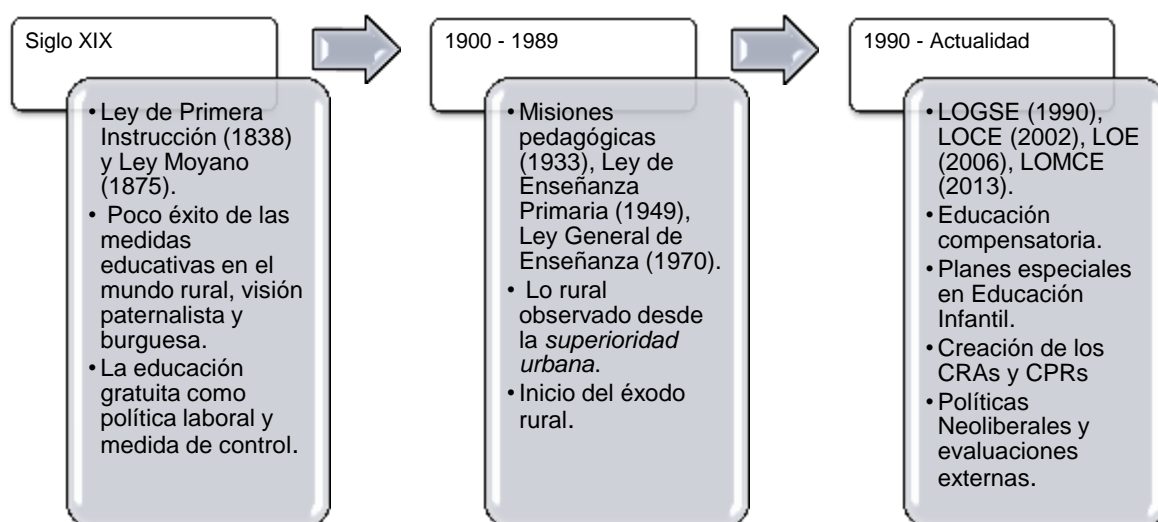 Siglo XIX
• Ley de Primera
Instrucción (1838)
y Ley Moyano
(1875).
• Poco éxito de las
medidas
educativas en el
mundo rural, visión
paternalista y
burguesa.
• La educación
gratuita como
política laboral y
medida de control.
1900 - 1989
• Misiones
pedagógicas
(1933), Ley de
Enseñanza
Primaria (1949),
Ley General de
Enseñanza (1970).
• Lo rural
observado desde
la superioridad
urbana.
• Inicio del éxodo
rural.
1990 - Actualidad
• LOGSE (1990),
LOCE (2002), LOE
(2006), LOMCE
(2013).
• Educación
compensatoria.
• Planes especiales
en Educación
Infantil.
• Creación de los
CRAs y CPRs
• Políticas
Neoliberales y
evaluaciones
externas.